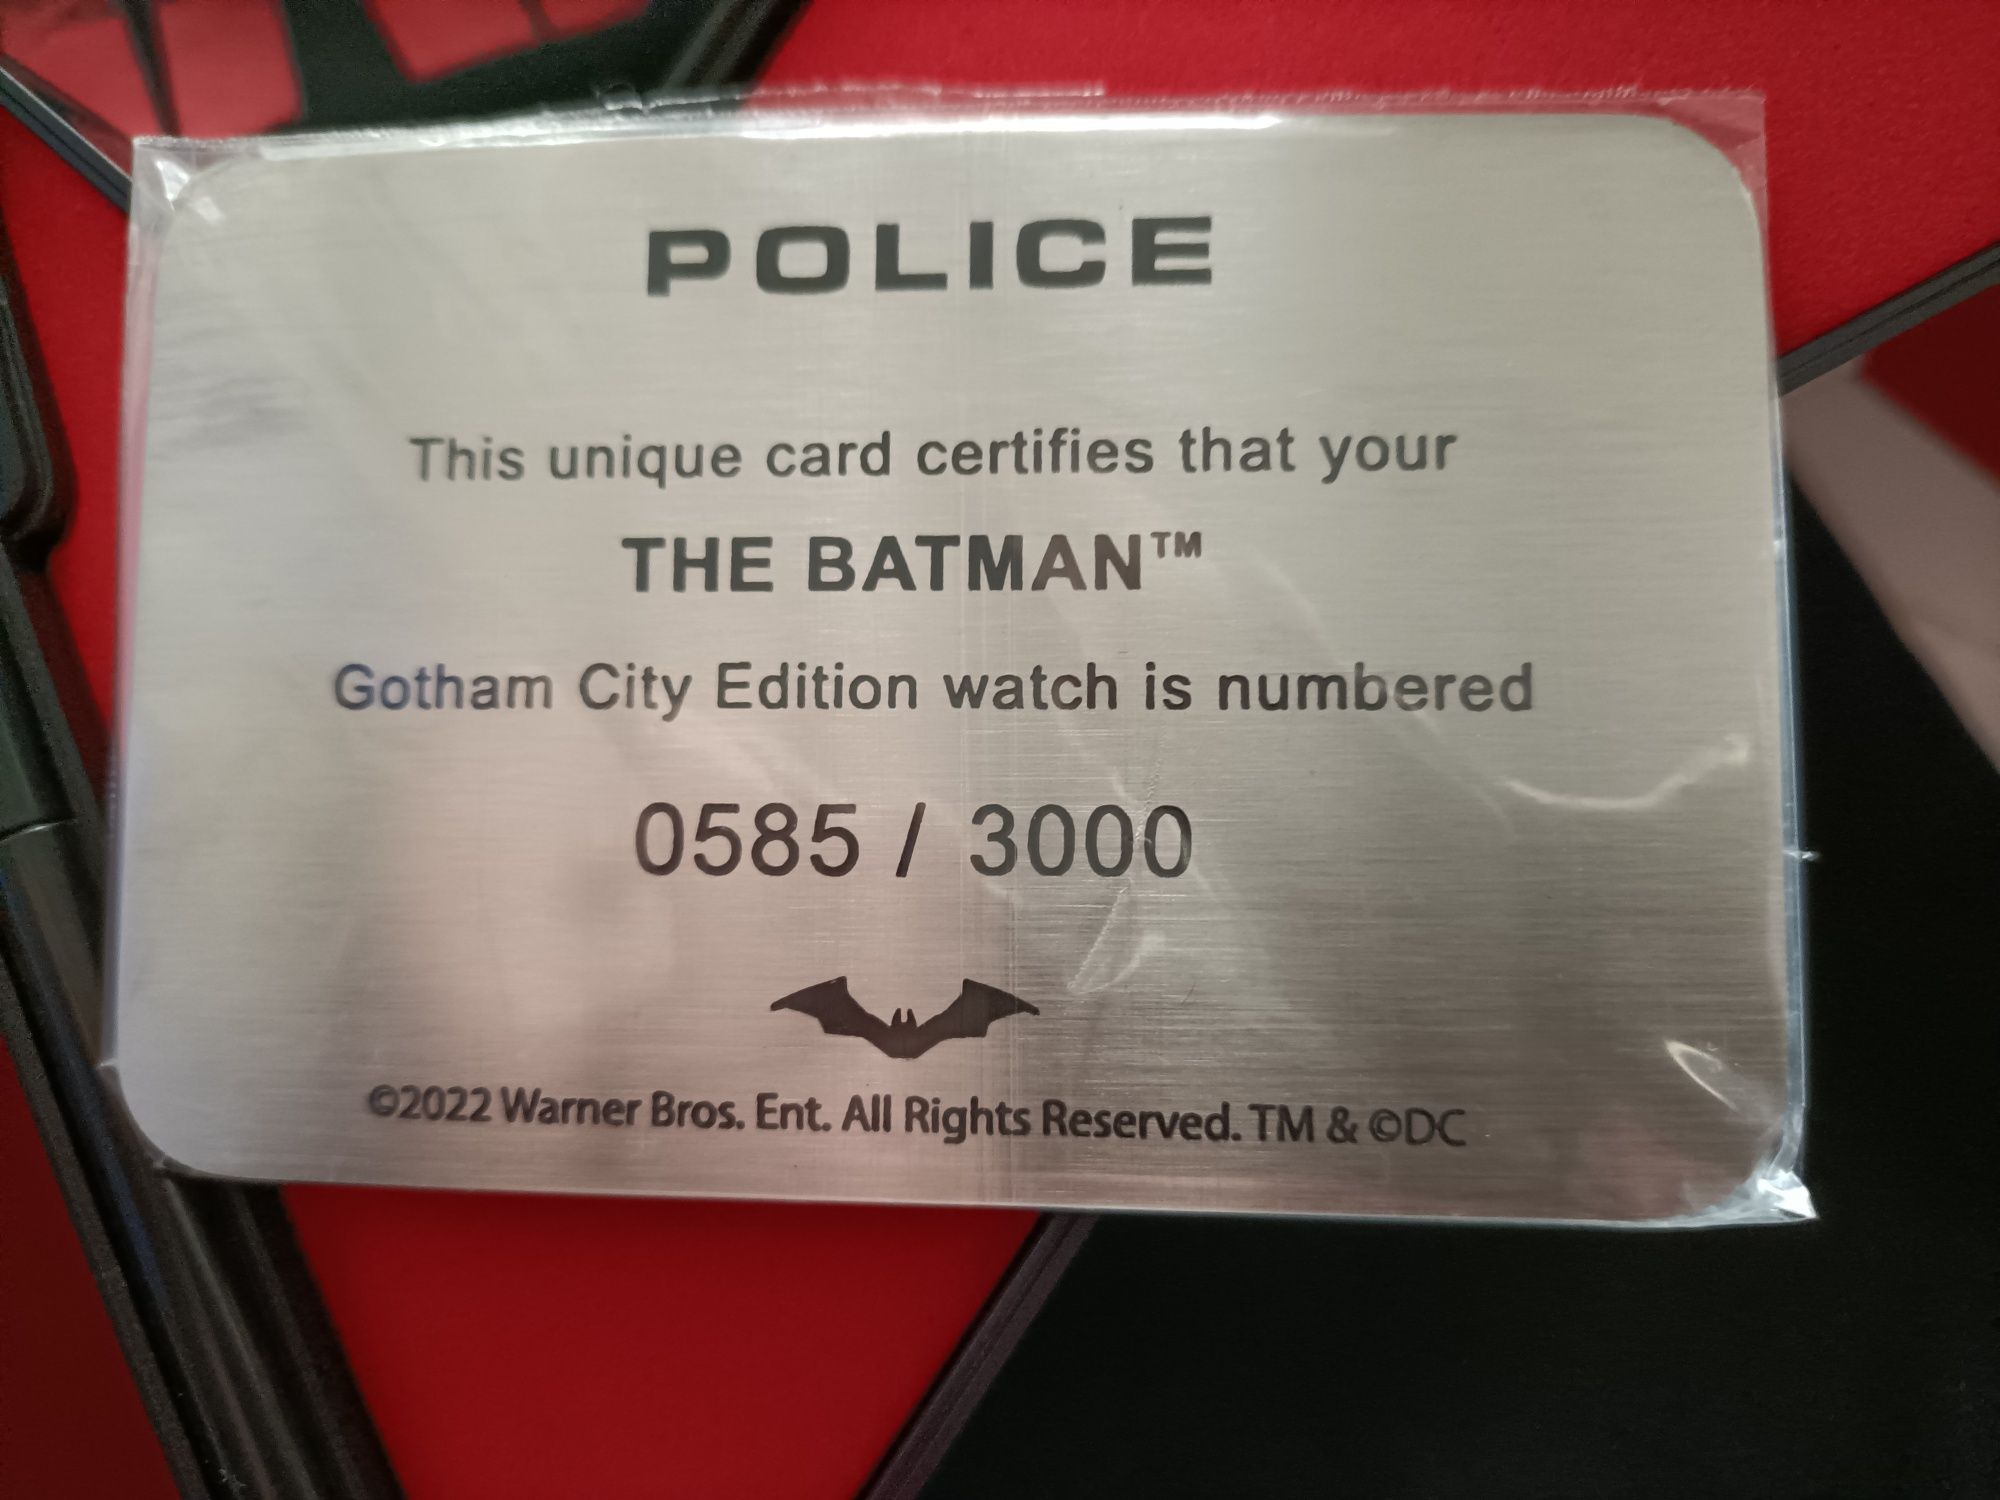 POLICE
This unique card certifies that your
THE BATMAN™
Gotham City Edition watch is numbered
0585 / 3000
©2022 Warner Bros. Ent. All Rights Reserved. TM & ©DC